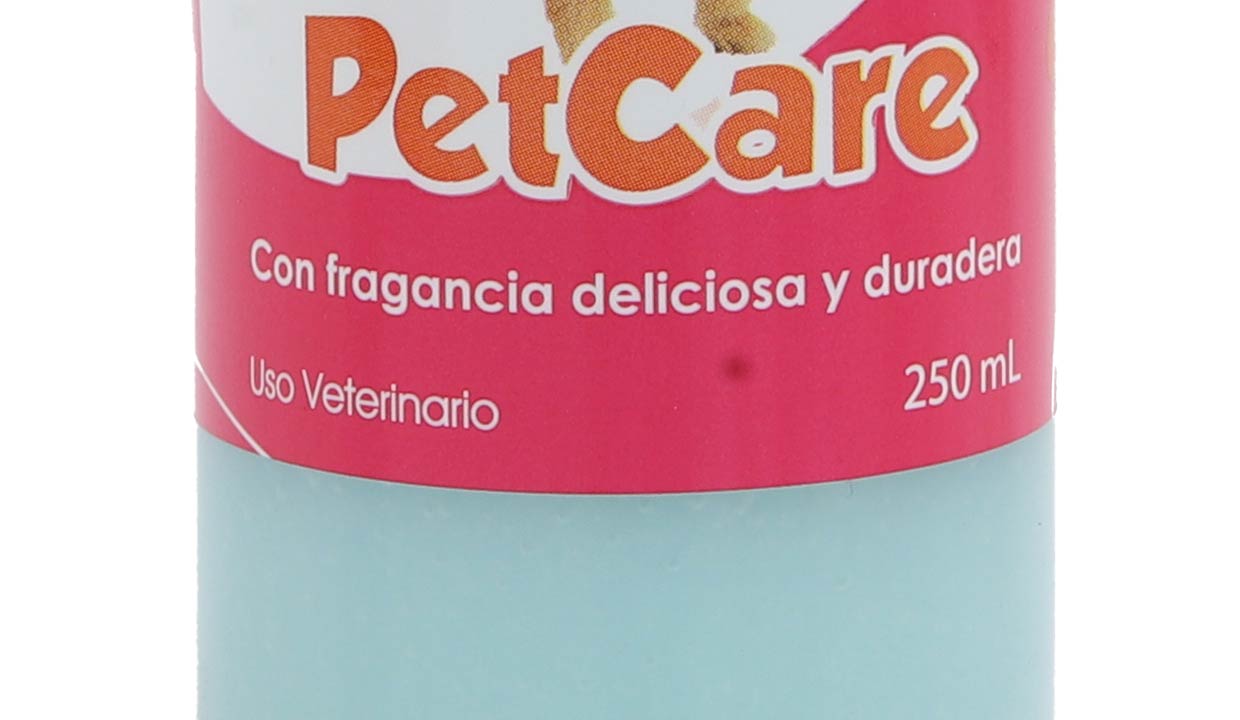 PetCare
Con fragancia deliciosa y duradera
Uso Veterinario
250 mL